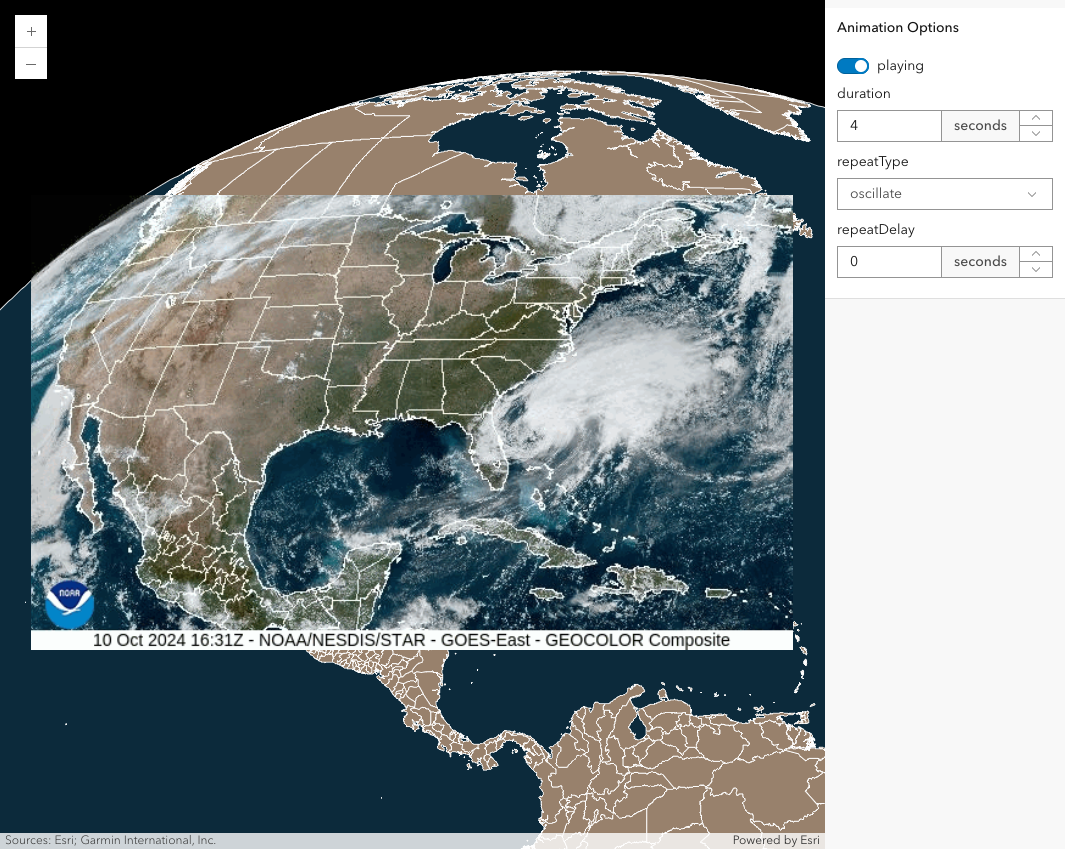 +
−
Animation Options
playing
duration
4 seconds
repeatType
oscillate
repeatDelay
0 seconds
NOAA
10 Oct 2024 16:31Z - NOAA/NESDIS/STAR - GOES-East - GEOCOLOR Composite
Sources: Esri; Garmin International, Inc.
Powered by Esri